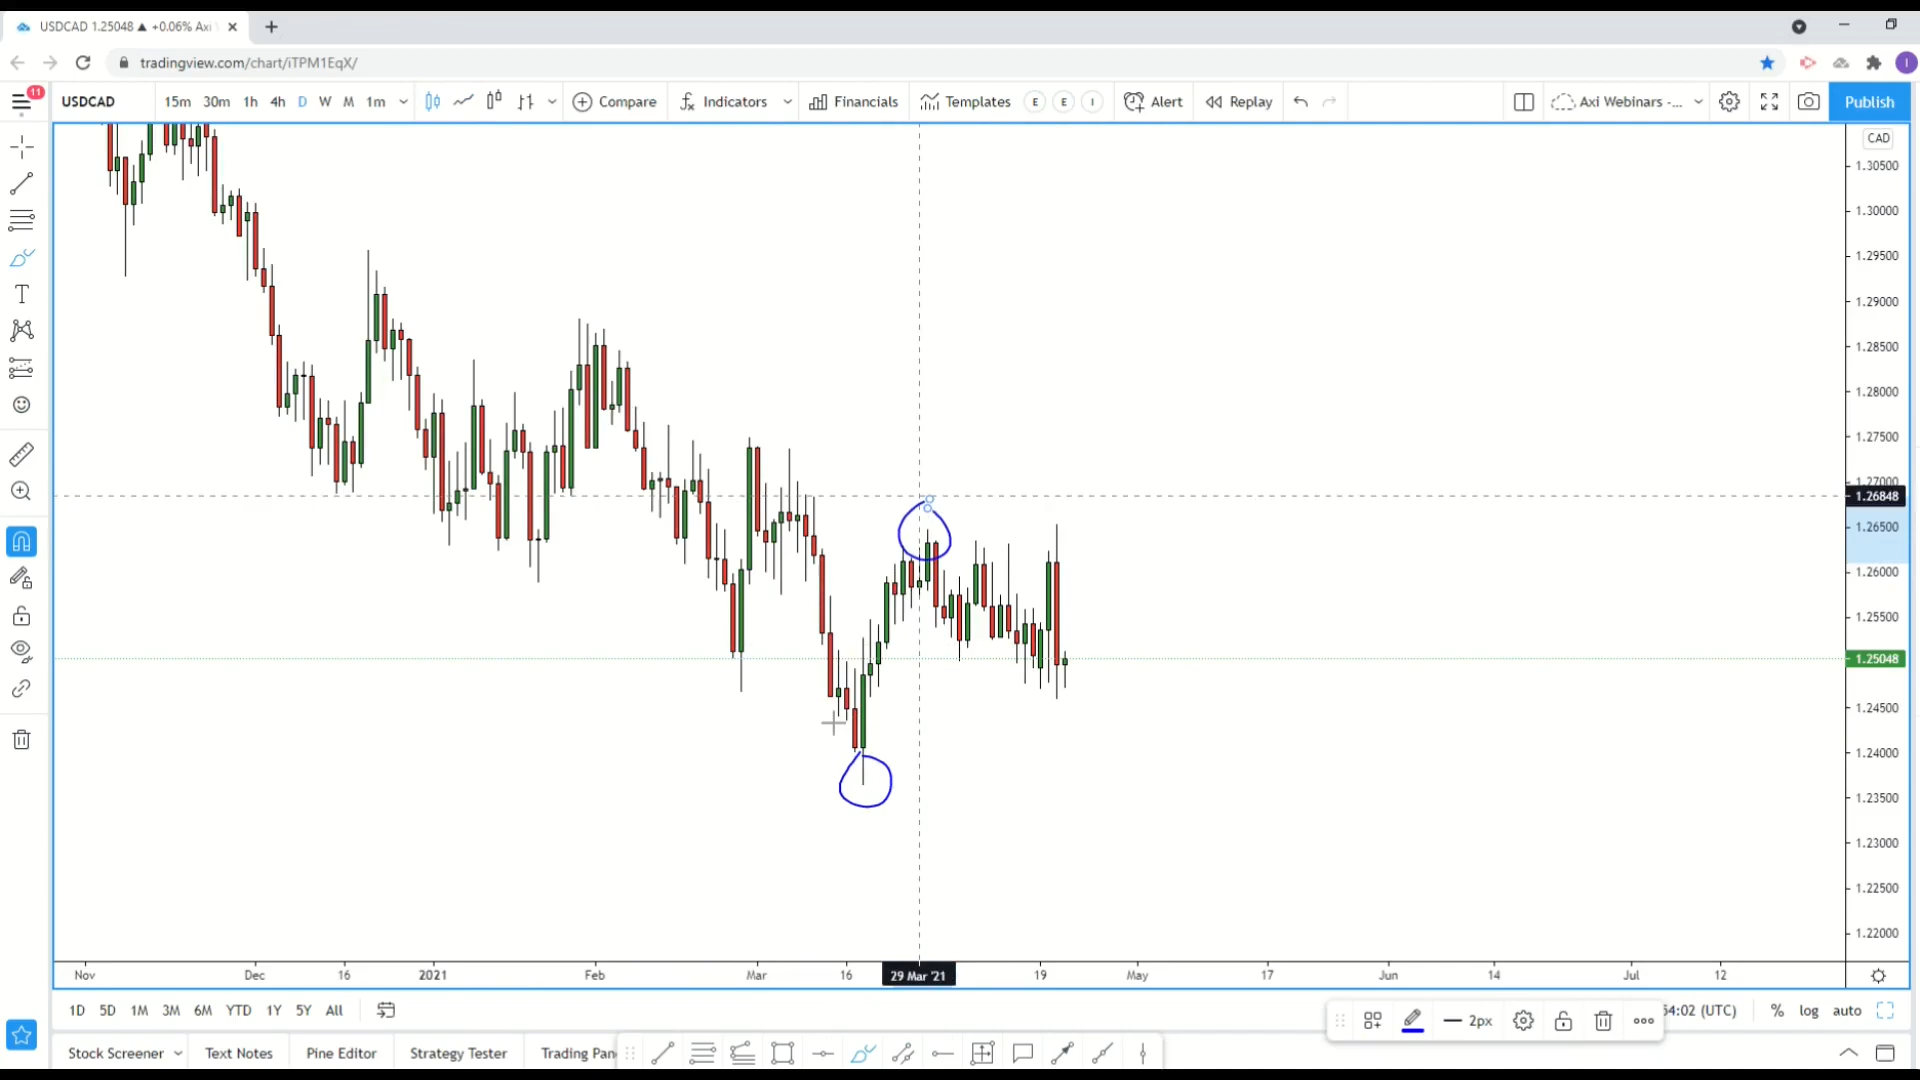 USDCAD 1.25048 ▲ +0.06% Axi
tradingview.com/chart/iTPM1EqX/
I
11
USDCAD 15m 30m 1h 4h D W M 1m Compare Indicators Financials Templates E E I Alert Replay Axi Webinars -... Publish
CAD
1.30500
1.30000
1.29500
1.29000
1.28500
1.28000
1.27500
1.27000
1.26848
1.26500
1.26000
1.25500
1.25048
1.24500
1.24000
1.23500
1.23000
1.22500
1.22000
Nov Dec 16 2021 Feb Mar 16 29 Mar '21 19 May 17 Jun 14 Jul 12
1D 5D 1M 3M 6M YTD 1Y 5Y All 2px 54:02 (UTC) % log auto
T
Stock Screener Text Notes Pine Editor Strategy Tester Trading Pan